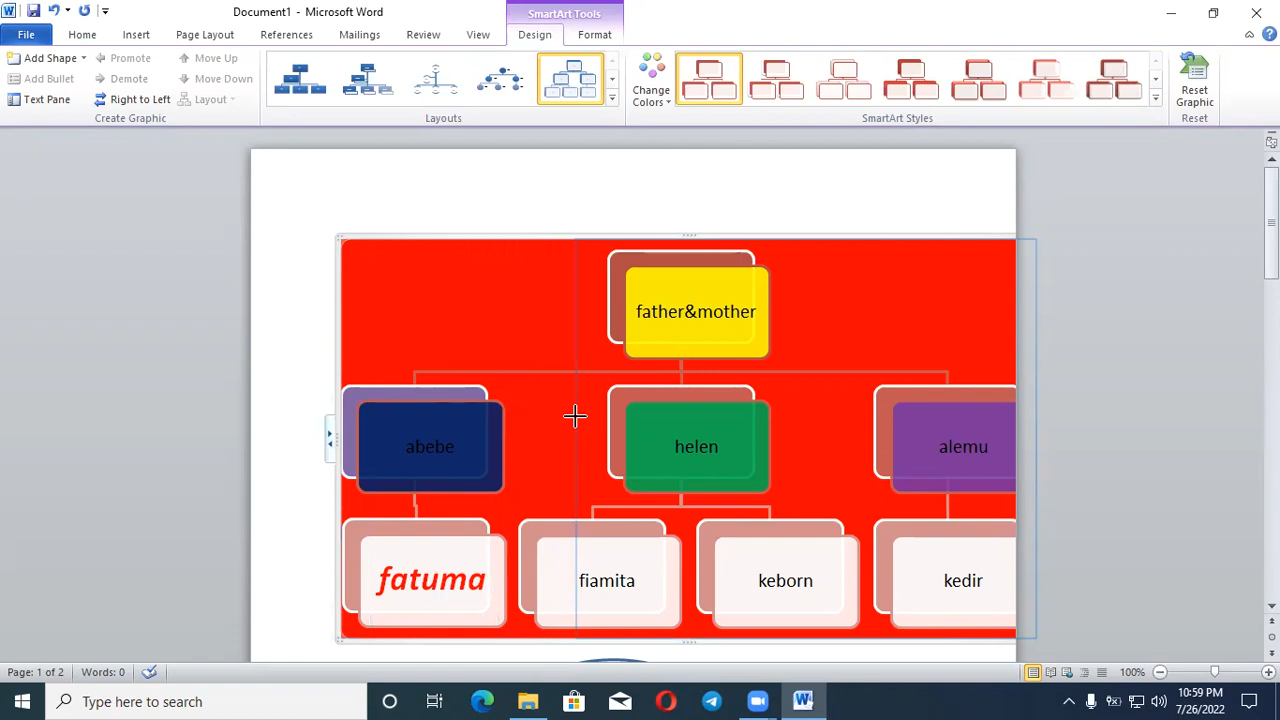 Document1 - Microsoft Word
SmartArt Tools
File Home Insert Page Layout References Mailings Review View Design Format
Add Shape Promote Move Up
Add Bullet Demote Move Down
Text Pane Right to Left Layout
Change Colors
Reset Graphic
Create Graphic Layouts SmartArt Styles Reset
father&mother
abebe helen alemu
fatuma fiamita keborn kedir
Page: 1 of 2 Words: 0 100%
Type here to search
10:59 PM
7/26/2022